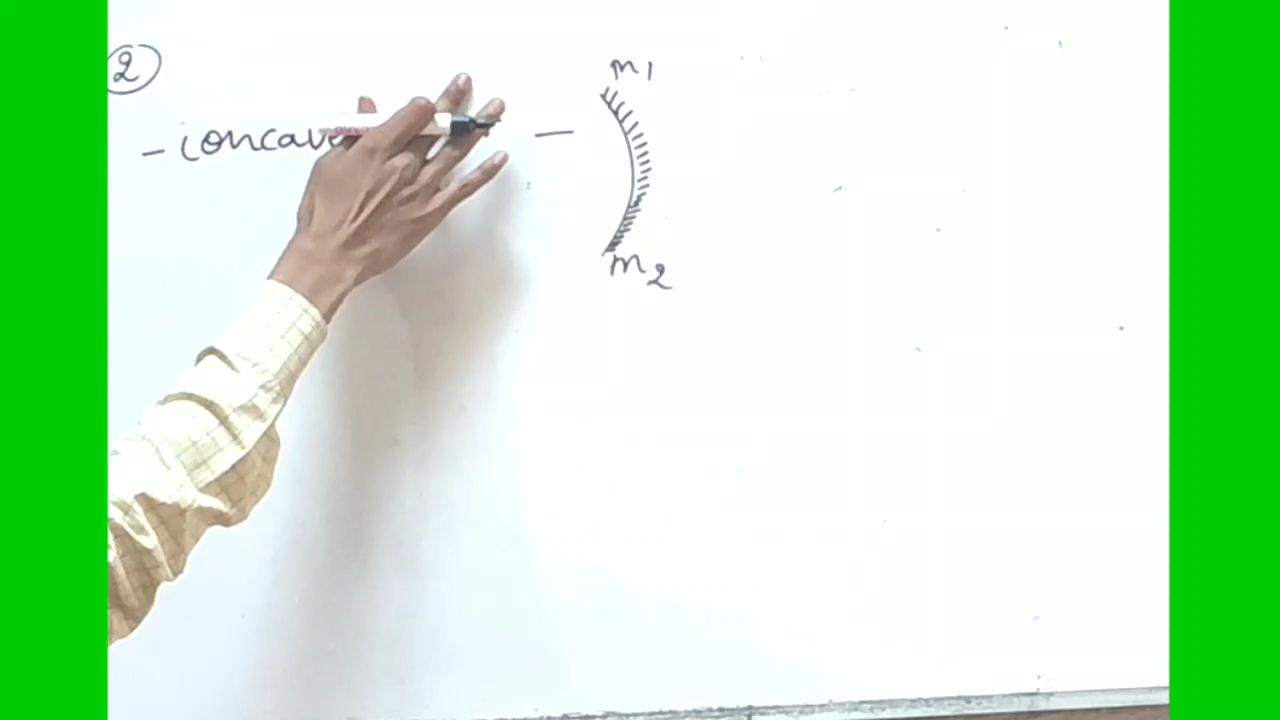 ②
- concave
- m1
m2